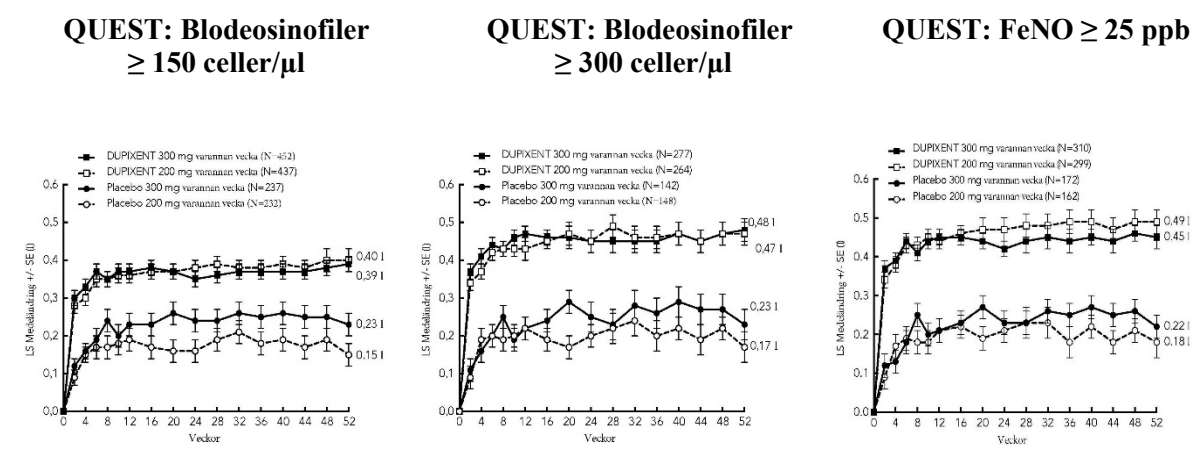 QUEST: Blodeosinofiler
≥ 150 celler/µl
DUPIXENT 300 mg varannan vecka (N=452)
DUPIXENT 200 mg varannan vecka (N=437)
Placebo 300 mg varannan vecka (N=237)
Placebo 200 mg varannan vecka (N=232)
LS Medeländring +/- SE (l)
0,6
0,5
0,4
0,3
0,2
0,1
0,0
0,40 l
0,39 l
0,23 l
0,15 l
0 4 8 12 16 20 24 28 32 36 40 44 48 52
Veckor
QUEST: Blodeosinofiler
≥ 300 celler/µl
DUPIXENT 300 mg varannan vecka (N=277)
DUPIXENT 200 mg varannan vecka (N=264)
Placebo 300 mg varannan vecka (N=142)
Placebo 200 mg varannan vecka (N=148)
LS Medeländring +/- SE (l)
0,6
0,5
0,4
0,3
0,2
0,1
0,0
0,48 l
0,47 l
0,23 l
0,17 l
0 4 8 12 16 20 24 28 32 36 40 44 48 52
Veckor
QUEST: FeNO ≥ 25 ppb
DUPIXENT 300 mg varannan vecka (N=310)
DUPIXENT 200 mg varannan vecka (N=299)
Placebo 300 mg varannan vecka (N=172)
Placebo 200 mg varannan vecka (N=162)
LS Medeländring +/- SE (l)
0,6
0,5
0,4
0,3
0,2
0,1
0,0
0,49 l
0,45 l
0,22 l
0,18 l
0 4 8 12 16 20 24 28 32 36 40 44 48 52
Veckor